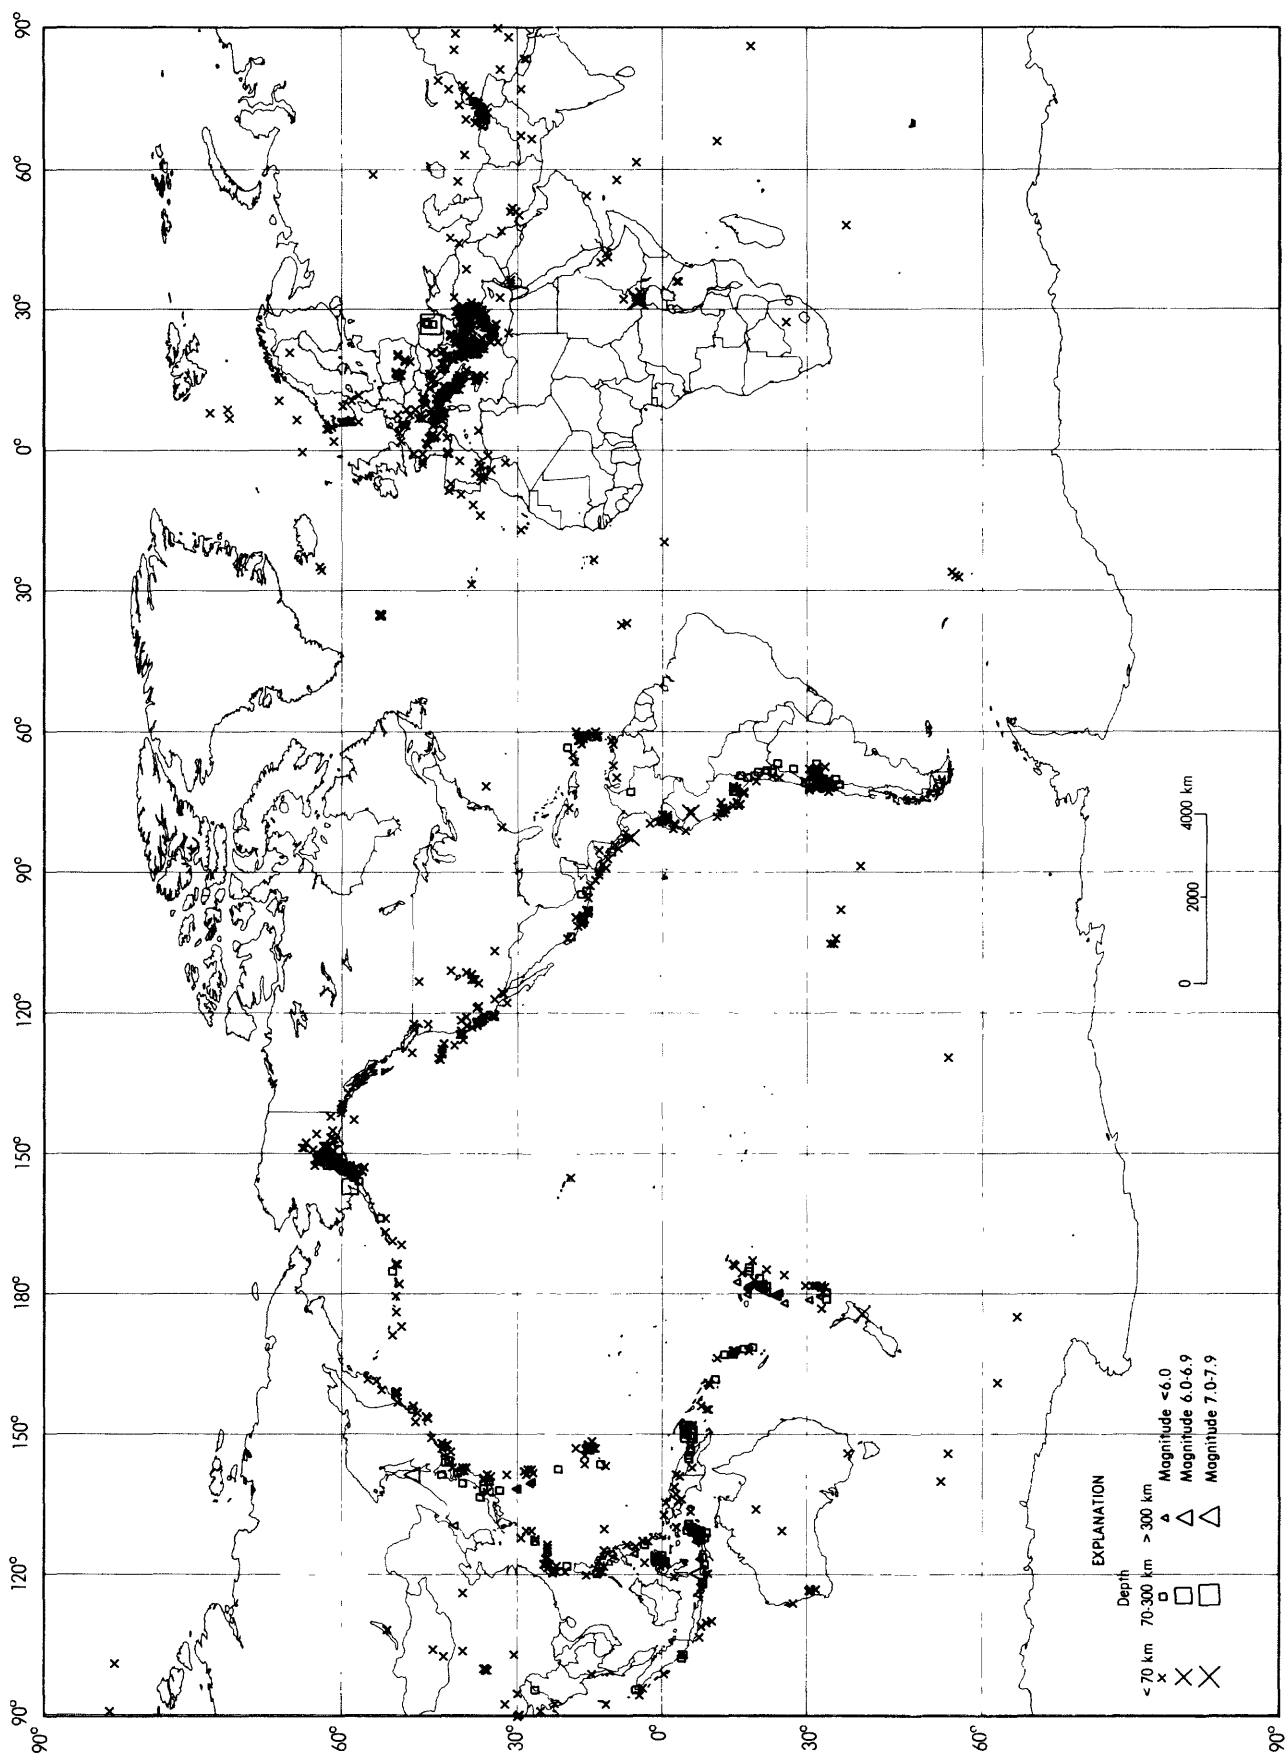 90° 120° 150° 180° 150° 120° 90° 60° 30° 0° 30° 60° 90°
90°
60°
30°
0°
30°
60°
90°
EXPLANATION
Depth
< 70 km 70-300 km > 300 km
Magnitude <6.0
Magnitude 6.0-6.9
Magnitude 7.0-7.9
0 2000 4000 km